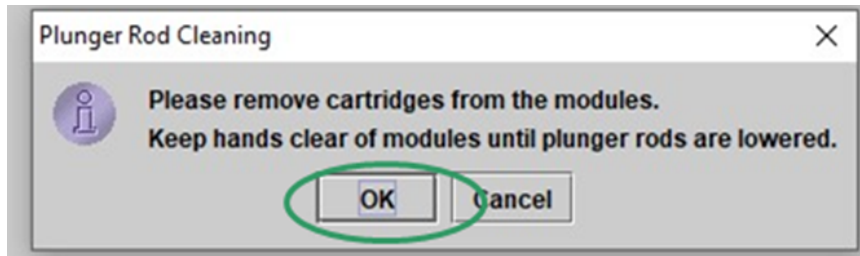 Plunger Rod Cleaning
Please remove cartridges from the modules.
Keep hands clear of modules until plunger rods are lowered.
OK Cancel